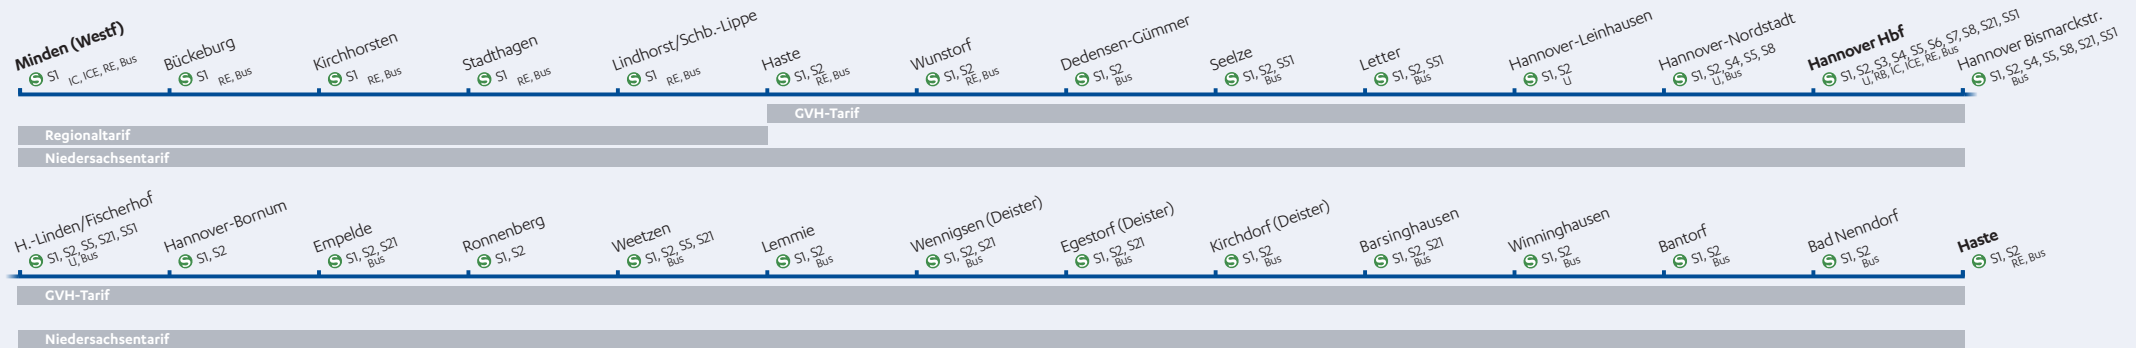 Minden (Westf)
S S1 IC, ICE, RE, Bus
Bückeburg
S S1 RE, Bus
Kirchhorsten
S S1 RE, Bus
Stadthagen
S S1 RE, Bus
Lindhorst/Schb.-Lippe
S S1 RE, Bus
Haste
S S1, S2
RE, Bus
Wunstorf
S S1, S2
RE, Bus
Dedensen-Gümmer
S S1, S2
Bus
Seelze
S S1, S2, S51
Bus
Letter
S S1, S2, S51
Bus
Hannover-Leinhausen
S S1, S2
U
Hannover-Nordstadt
S S1, S2, S4, S5, S8
U, Bus
Hannover Hbf
S S1, S2, S3, S4, S5, S6, S7, S8, S21, S51
U, RB, IC, ICE, RE, Bus
Hannover Bismarckstr.
S S1, S2, S4, S5, S8, S21, S51
Bus
GVH-Tarif
Regionaltarif
Niedersachsentarif
H.-Linden/Fischerhof
S S1, S2, S5, S21, S51
U, Bus
Hannover-Bornum
S S1, S2
Empelde
S S1, S2, S21
Bus
Ronnenberg
S S1, S2
Weetzen
S S1, S2, S5, S21
Bus
Lemmie
S S1, S2
Bus
Wennigsen (Deister)
S S1, S2, S21
Bus
Egestorf (Deister)
S S1, S2, S21
Bus
Kirchdorf (Deister)
S S1, S2
Bus
Barsinghausen
S S1, S2, S21
Bus
Winninghausen
S S1, S2
Bus
Bantorf
S S1, S2
Bus
Bad Nenndorf
S S1, S2
Bus
Haste
S S1, S2
RE, Bus
GVH-Tarif
Niedersachsentarif